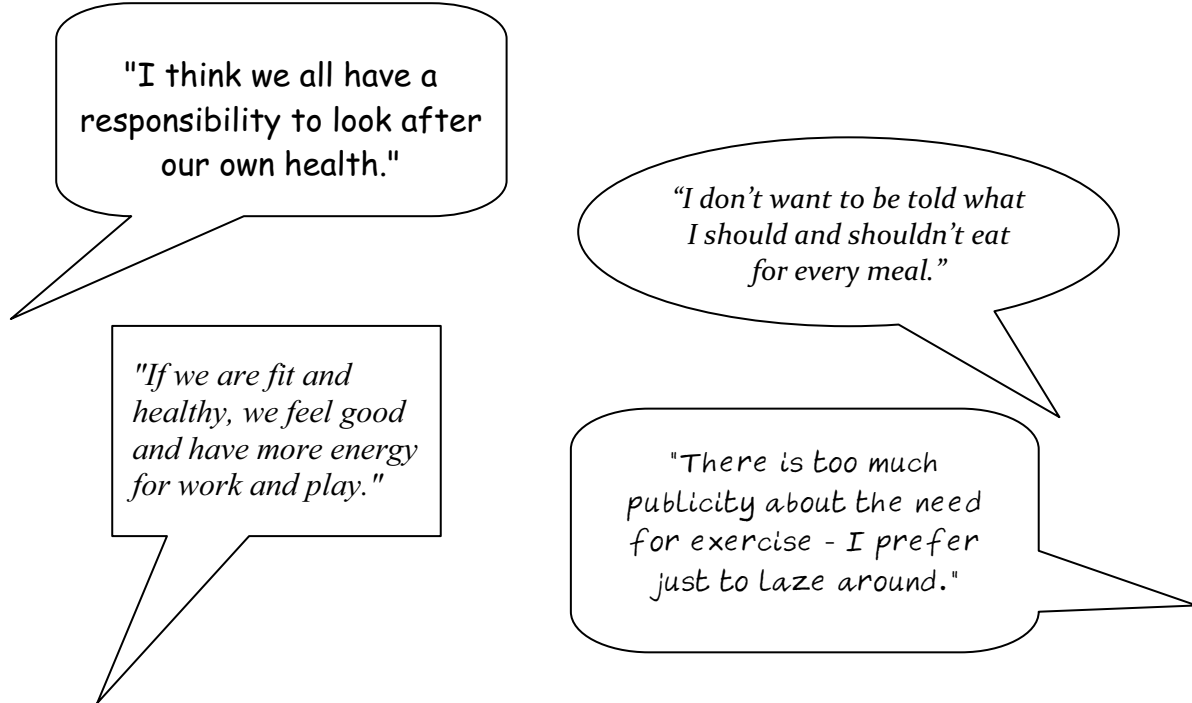 "I think we all have a
responsibility to look after
our own health."
“I don’t want to be told what
I should and shouldn’t eat
for every meal.”
"If we are fit and
healthy, we feel good
and have more energy
for work and play."
"There is too much
publicity about the need
for exercise - I prefer
just to laze around."